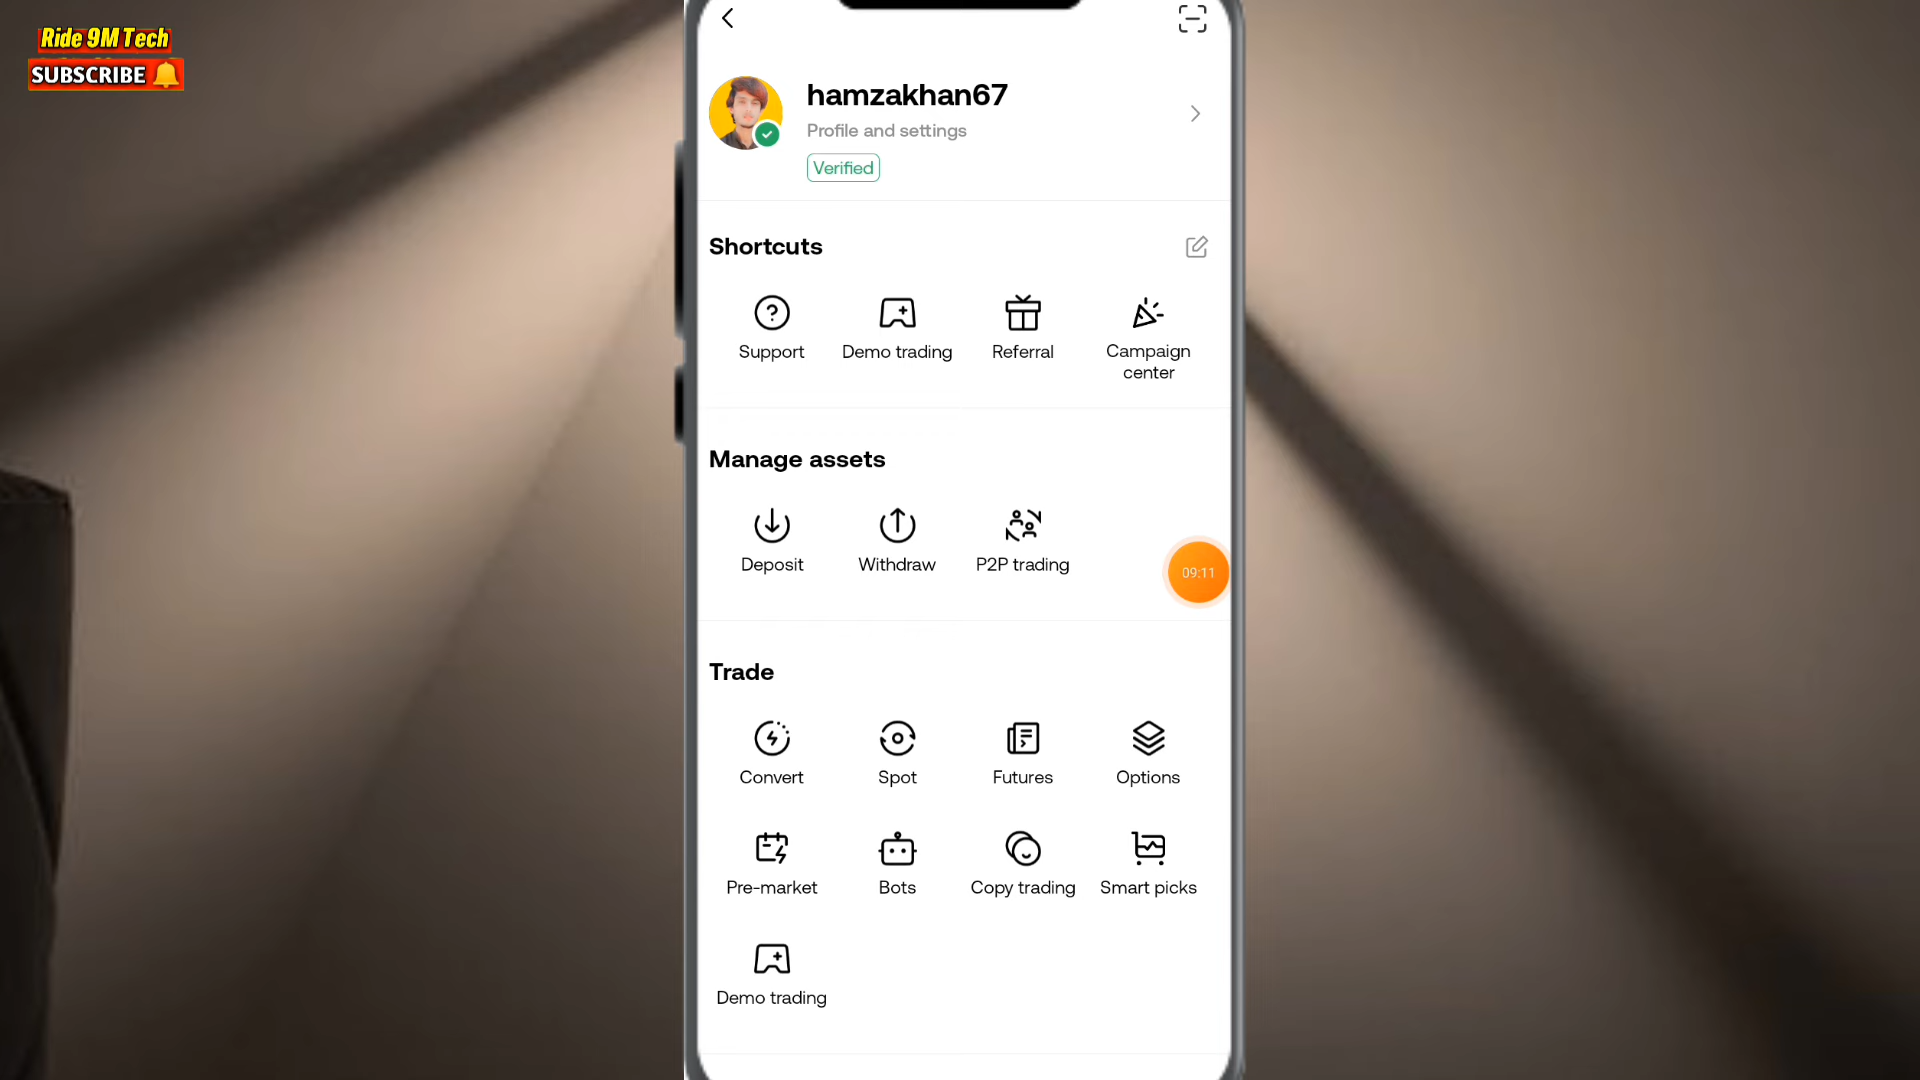 Ride 9M Tech
SUBSCRIBE
hamzakhan67
Profile and settings
Verified
Shortcuts
Support
Demo trading
Referral
Campaign
center
Manage assets
Deposit
Withdraw
P2P trading
09:11
Trade
Convert
Spot
Futures
Options
Pre-market
Bots
Copy trading
Smart picks
Demo trading